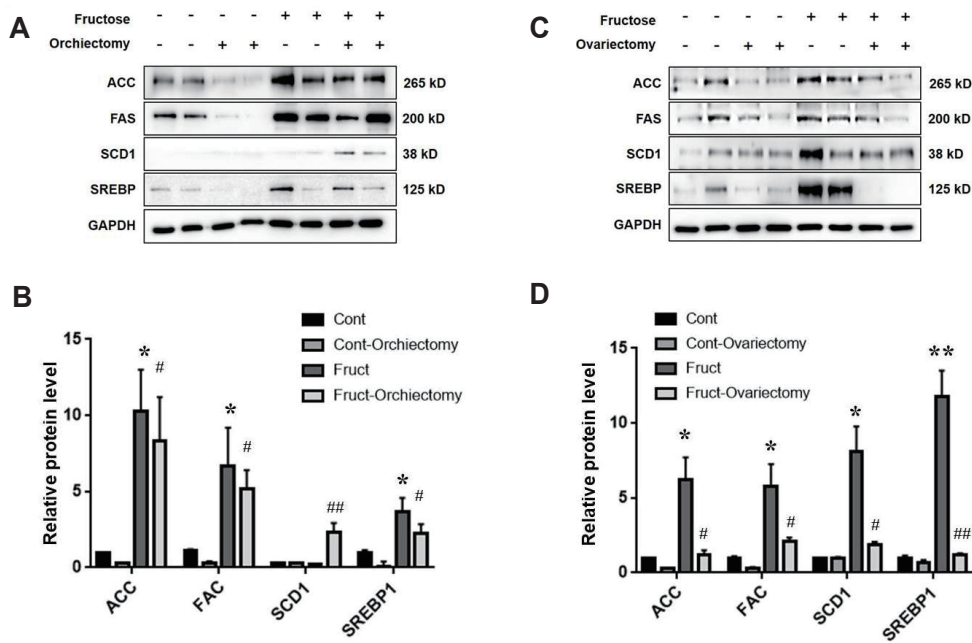 A
Fructose - - - - + + + +
Orchiectomy - - + + - - + +
ACC 265 kD
FAS 200 kD
SCD1 38 kD
SREBP 125 kD
GAPDH
C
Fructose - - - - + + + +
Ovariectomy - - + + - - + +
ACC 265 kD
FAS 200 kD
SCD1 38 kD
SREBP 125 kD
GAPDH
B
Relative protein level
15
10
5
0
Cont
Cont-Orchiectomy
Fruct
Fruct-Orchiectomy
* #
* #
##
* #
ACC
FAC
SCD1
SREBP1
D
Relative protein level
15
10
5
0
Cont
Cont-Ovariectomy
Fruct
Fruct-Ovariectomy
* #
* #
* #
** ##
ACC
FAC
SCD1
SREBP1